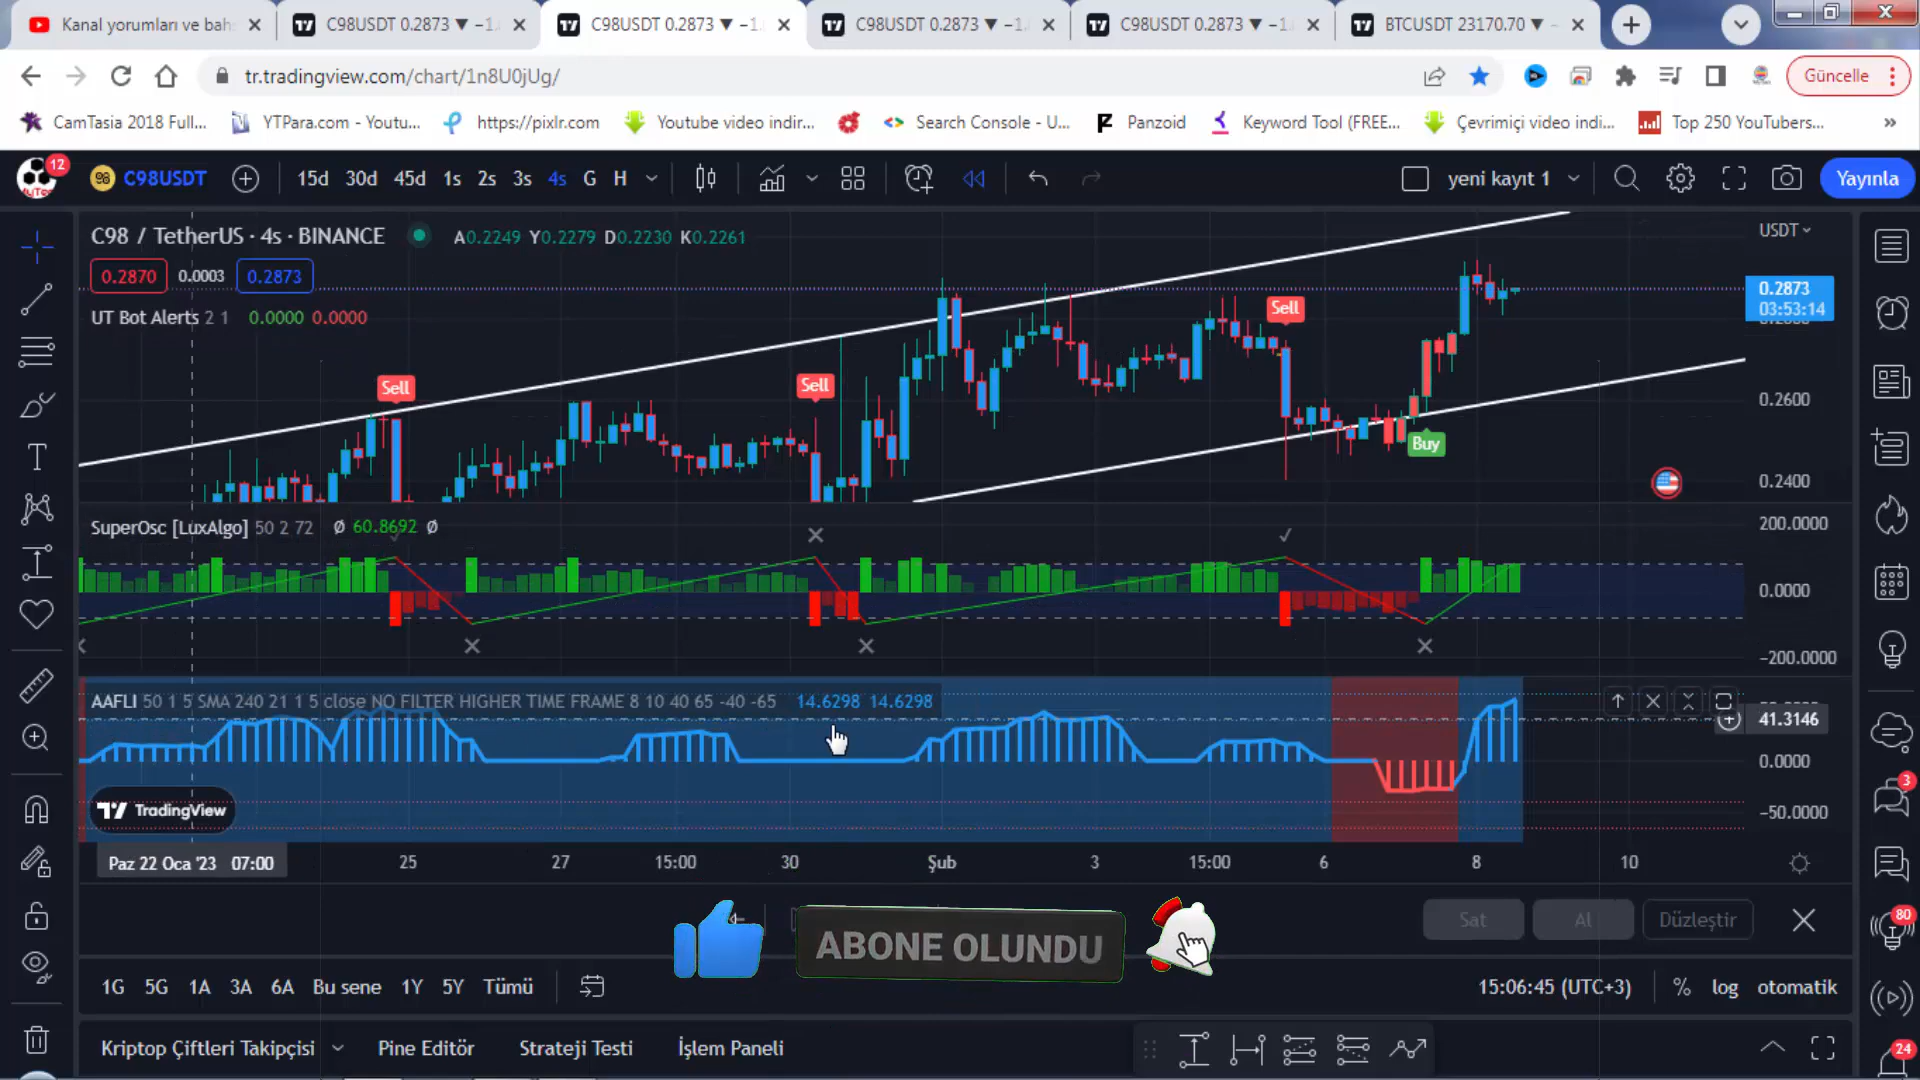 Kanal yorumları ve bahs
C98USDT 0.2873 ▼ −1.
C98USDT 0.2873 ▼ −1.
C98USDT 0.2873 ▼ −1.
C98USDT 0.2873 ▼ −1.
BTCUSDT 23170.70 ▼ −
tr.tradingview.com/chart/1n8U0jUg/
Güncelle
CamTasia 2018 Full...
YTPara.com - Youtu...
https://pixlr.com
Youtube video indir...
Search Console - U...
Panzoid
Keyword Tool (FREE...
Çevrimiçi video indi...
Top 250 YouTubers...
»
12
C98USDT
15d 30d 45d 1s 2s 3s 4s G H
yeni kayıt 1
Yayınla
C98 / TetherUS · 4s · BINANCE
A0.2249 Y0.2279 D0.2230 K0.2261
USDT
0.2870 0.0003 0.2873
0.2873
03:53:14
UT Bot Alerts 2 1 0.0000 0.0000
Sell
Sell
Sell
Buy
0.2600
0.2400
SuperOsc [LuxAlgo] 50 2 72 Ø 60.8692 Ø
200.0000
0.0000
−200.0000
AAFLI 50 1 5 SMA 240 21 1 5 close NO FILTER HIGHER TIME FRAME 8 10 40 65 -40 -65 14.6298 14.6298
41.3146
0.0000
−50.0000
TradingView
Paz 22 Oca '23 07:00
25 27 15:00 30 Şub 3 15:00 6 8 10
ABONE OLUNDU
Sat
Al
Düzleştir
1G 5G 1A 3A 6A Bu sene 1Y 5Y Tümü
15:06:45 (UTC+3)
% log otomatik
Kriptop Çiftleri Takipçisi
Pine Editör
Strateji Testi
İşlem Paneli
3
80
24